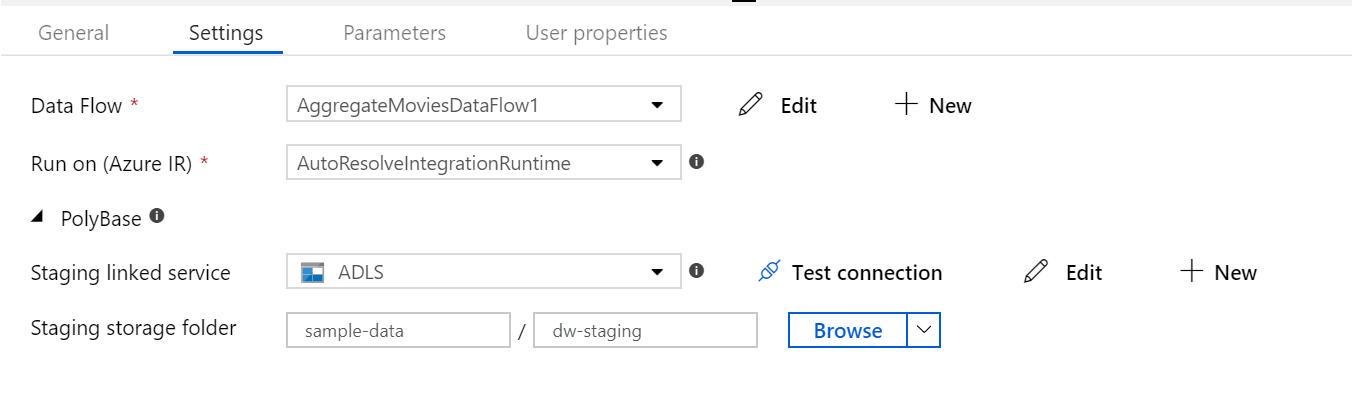 General Settings Parameters User properties
Data Flow * AggregateMoviesDataFlow1 Edit New
Run on (Azure IR) * AutoResolveIntegrationRuntime
PolyBase
Staging linked service ADLS Test connection Edit New
Staging storage folder sample-data / dw-staging Browse